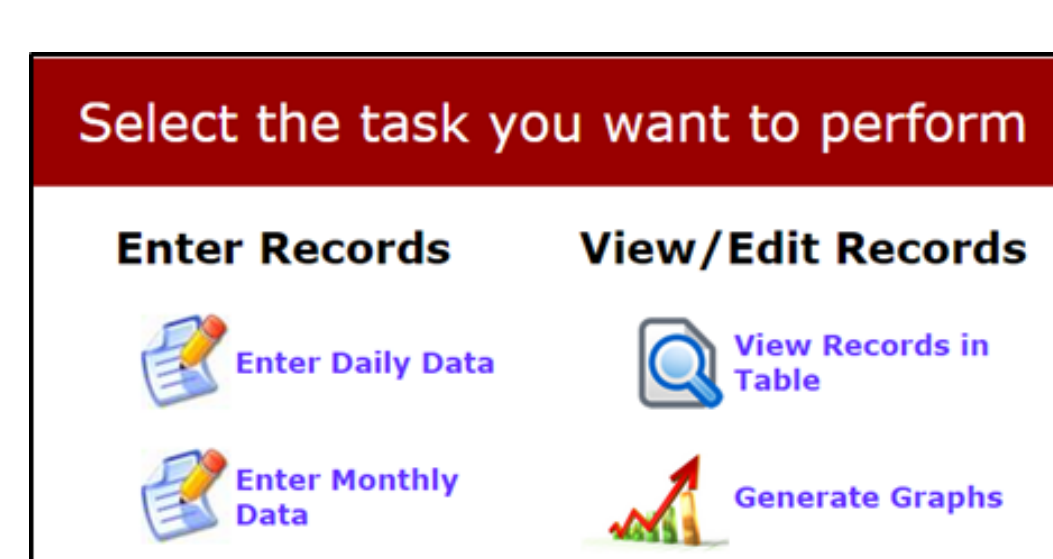 Select the task you want to perform
Enter Records
Enter Daily Data
Enter Monthly
Data
View/Edit Records
View Records in
Table
Generate Graphs